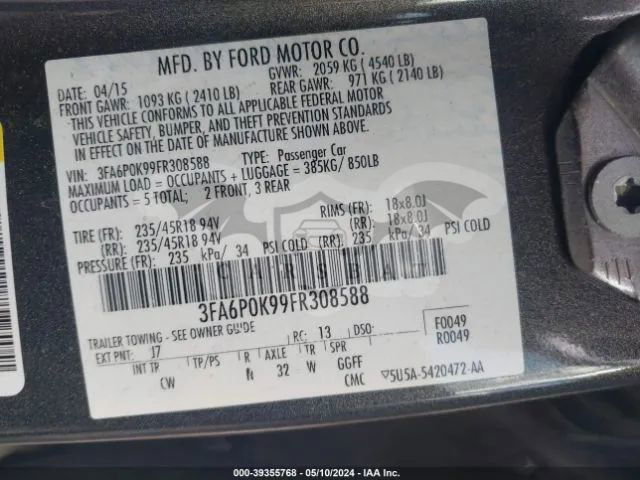 MFD. BY FORD MOTOR CO.
DATE: 04/15 GVWR: 2059 KG ( 4540 LB)
FRONT GAWR: 1093 KG ( 2410 LB) REAR GAWR: 971 KG ( 2140 LB)
THIS VEHICLE CONFORMS TO ALL APPLICABLE FEDERAL MOTOR
VEHICLE SAFETY, BUMPER, AND THEFT PREVENTION STANDARDS
IN EFFECT ON THE DATE OF MANUFACTURE SHOWN ABOVE.
VIN: 3FA6P0K99FR308588 TYPE: Passenger Car
MAXIMUM LOAD = OCCUPANTS + LUGGAGE = 385KG/ 850LB
OCCUPANTS = 5 TOTAL; 2 FRONT, 3 REAR
TIRE (FR): 235/45R18 94V RIMS (FR): 18x8.0J
(RR): 235/45R18 94V (RR): 18x8.0J
PRESSURE (FR): 235 kPa/ 34 PSI COLD (RR): 235 kPa/ 34 PSI COLD
3FA6P0K99FR308588
TRAILER TOWING - SEE OWNER GUIDE
EXT PNT: 17 RC: 13 DSO: F0049
R0049
INT TR TP/PS R AXLE TR SPR
CW N 32 W GGFF
CMC 5U5A-5420472-AA
000-39355768 - 05/10/2024 - IAA Inc.